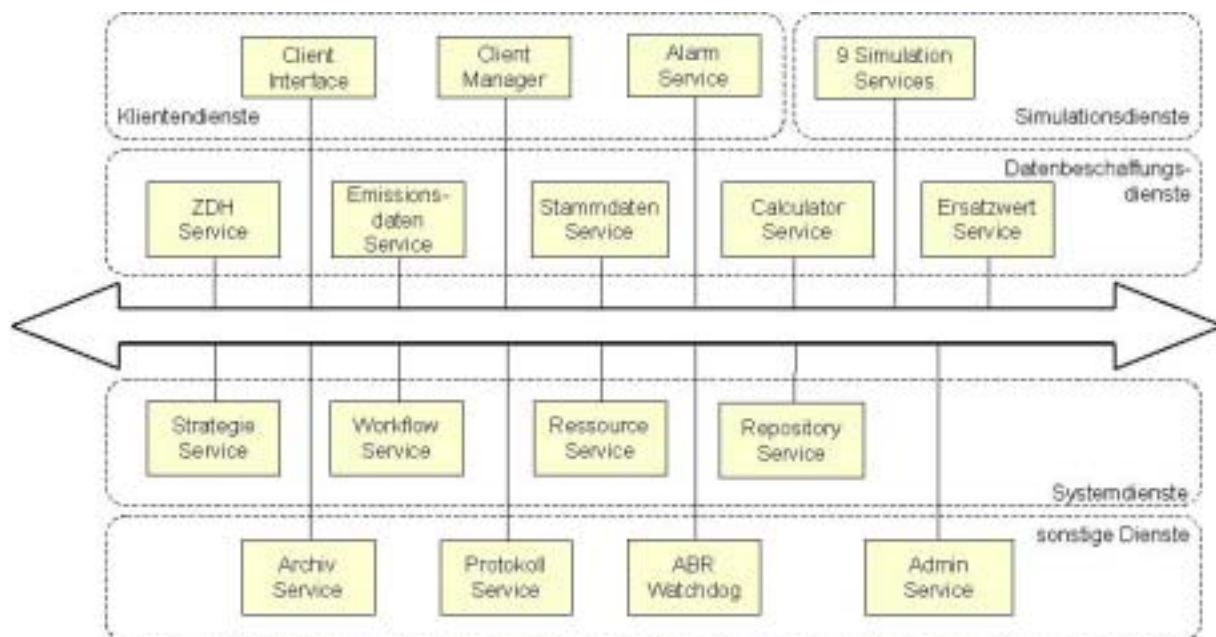 Client
Interface
Client
Manager
Alarm
Service
9 Simulation
Services
Klientendienste
Simulationsdienste
Datenbeschaffungs-
dienste
ZDH
Service
Emissions-
daten
Service
Stammdaten
Service
Calculator
Service
Ersatzwert
Service
Strategie
Service
Workflow
Service
Ressource
Service
Repository
Service
Systemdienste
sonstige Dienste
Archiv
Service
Protokoll
Service
ABR
Watchdog
Admin
Service